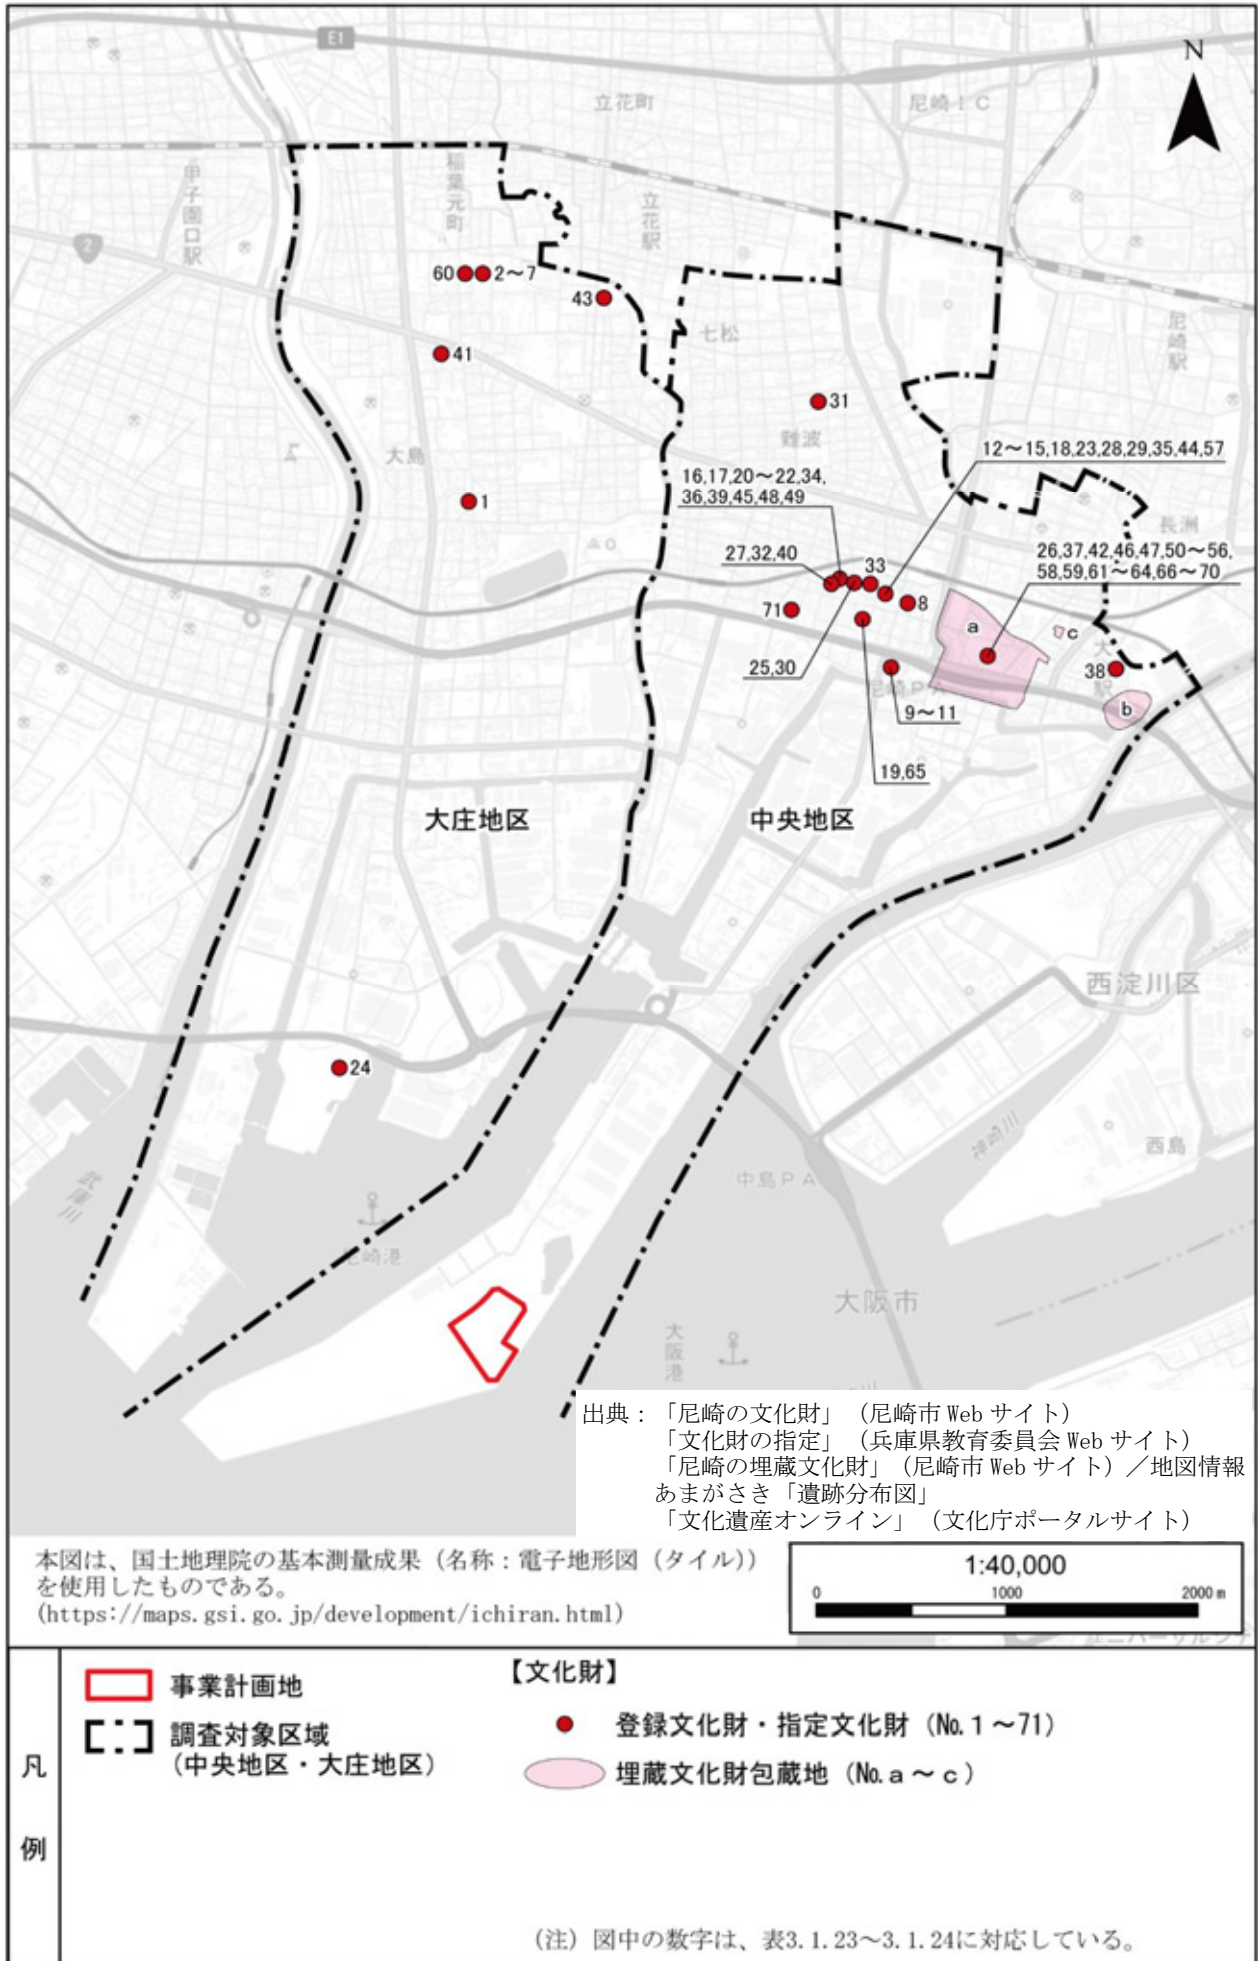 E1
N
立花町
尼崎IC
甲子園口駅
稲葉元町
立花駅
2
60
2～7
43
七松
尼崎駅
41
31
難波
大島
12～15,18,23,28,29,35,44,57
16,17,20～22,34,
36,39,45,48,49
1
長洲
26,37,42,46,47,50～56,
58,59,61～64,66～70
27,32,40
33
71
8
a
c
25,30
38
尼崎PA
b
9～11
19,65
大庄地区
中央地区
西淀川区
24
神崎川
西島
中島PA
武庫川
尼崎港
大阪市
大阪港
出典：「尼崎の文化財」（尼崎市 Web サイト）
「文化財の指定」（兵庫県教育委員会 Web サイト）
「尼崎の埋蔵文化財」（尼崎市 Web サイト）／地図情報
あまがさき「遺跡分布図」
「文化遺産オンライン」（文化庁ポータルサイト）
本図は、国土地理院の基本測量成果（名称：電子地形図（タイル））
を使用したものである。
(https://maps.gsi.go.jp/development/ichiran.html)
1:40,000
0 1000 2000 m
凡例
事業計画地
調査対象区域
（中央地区・大庄地区）
【文化財】
登録文化財・指定文化財（No.1～71）
埋蔵文化財包蔵地（No.a～c）
（注）図中の数字は、表3.1.23～3.1.24に対応している。